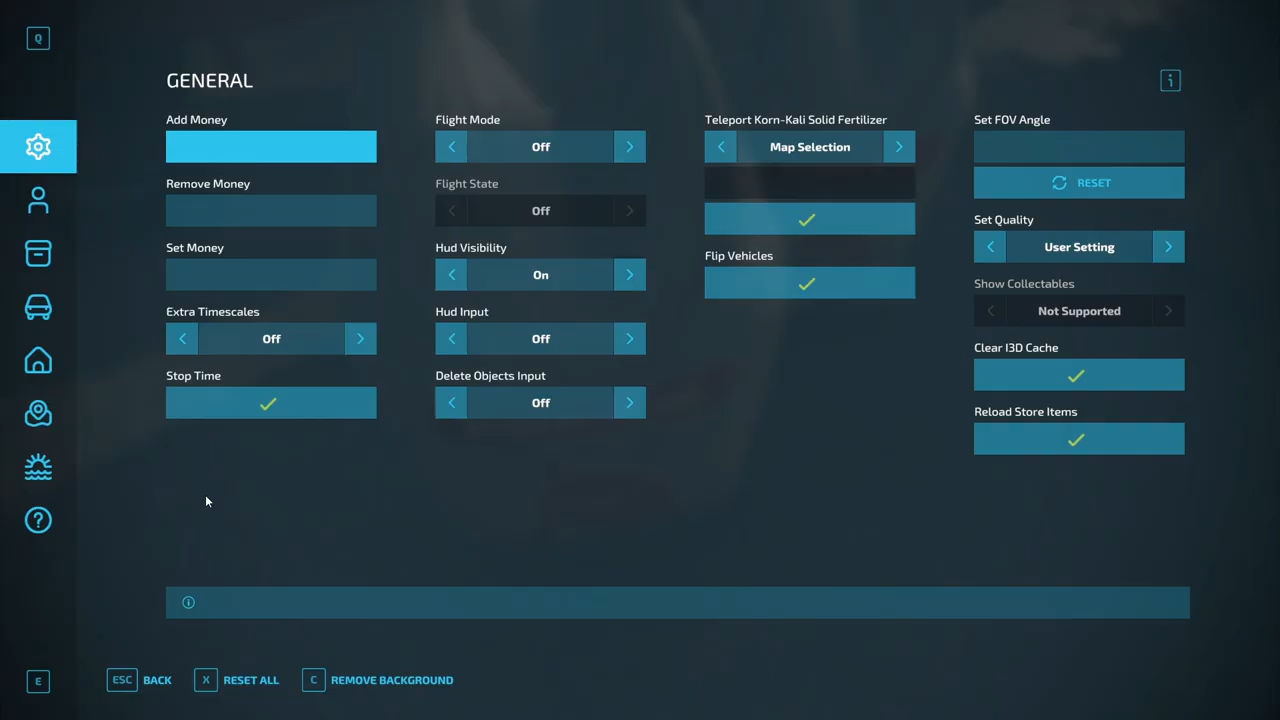 Q
GENERAL
Add Money
Remove Money
Set Money
Extra Timescales
Off
Stop Time
Flight Mode
Off
Flight State
Off
Hud Visibility
On
Hud Input
Off
Delete Objects Input
Off
Teleport Korn-Kali Solid Fertilizer
Map Selection
Flip Vehicles
Set FOV Angle
RESET
Set Quality
User Setting
Show Collectables
Not Supported
Clear I3D Cache
Reload Store Items
E
ESC BACK X RESET ALL C REMOVE BACKGROUND